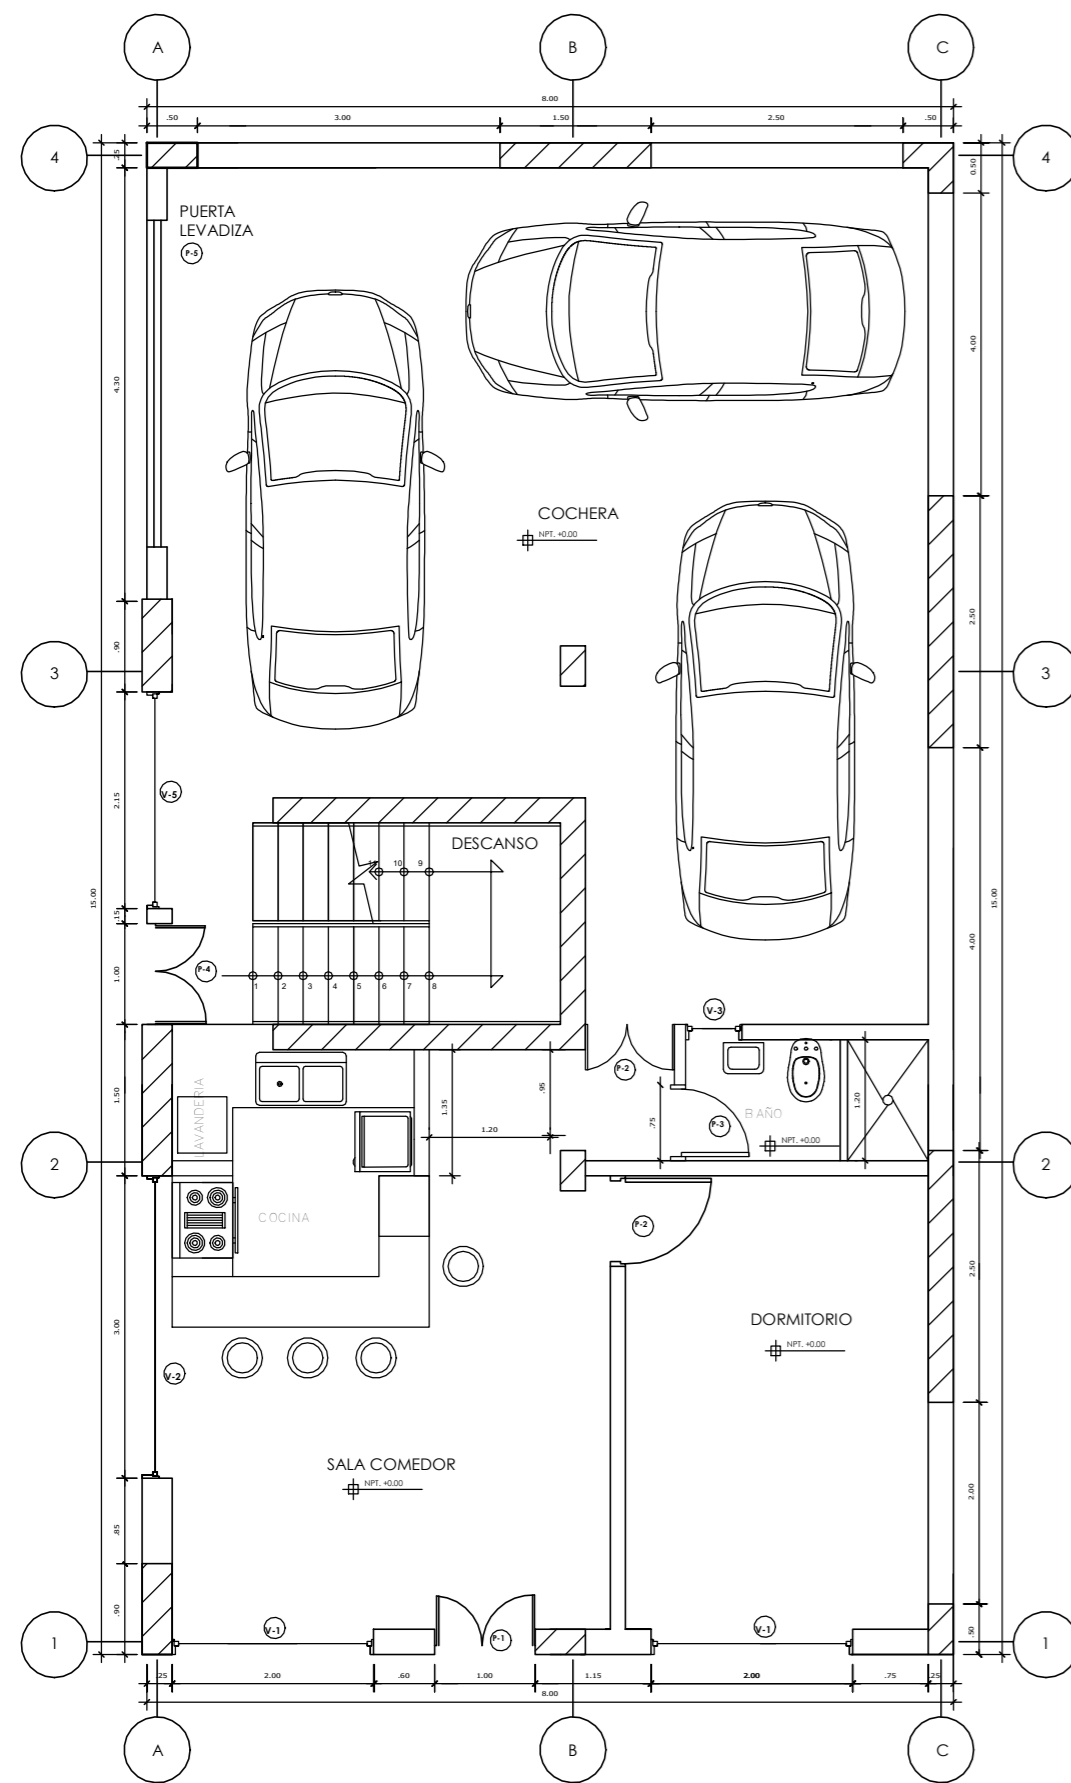 A
B
C
8.00
.50
3.00
1.50
2.50
.50
4
4
.25
0.50
PUERTA
LEVADIZA
P-5
4.30
4.00
COCHERA
NPT. +0.00
.90
2.50
3
3
2.15
V-5
15.00
15.00
DESCANSO
11
10
9
.15
4.00
P-4
1.00
1
2
3
4
5
6
7
8
V-3
P-2
1.50
LAVANDERIA
1.35
.95
.75
1.20
BAÑO
P-3
1.20
NPT. +0.00
2
2
COCINA
P-2
2.50
3.00
DORMITORIO
NPT. +0.00
V-2
SALA COMEDOR
NPT. +0.00
2.00
.85
.90
.50
V-1
P-1
V-1
1
1
.25
2.00
.60
1.00
1.15
2.00
.75
.25
8.00
A
B
C